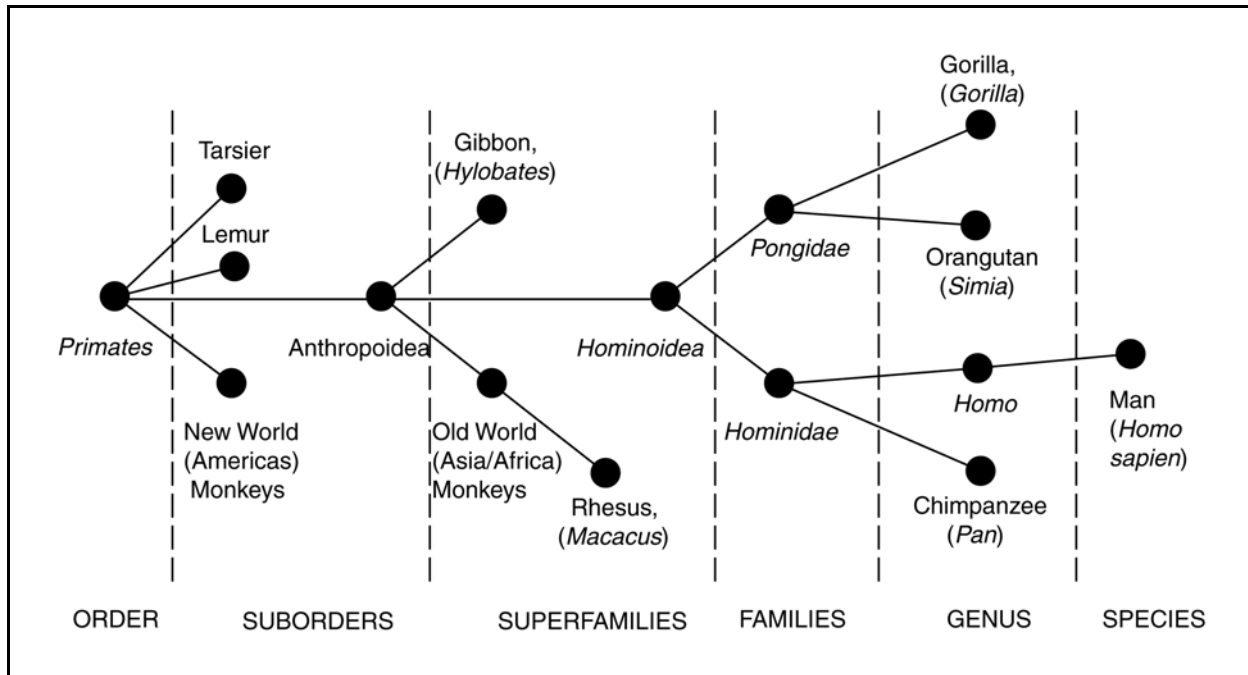 Gorilla,
(Gorilla)
Tarsier
Gibbon,
(Hylobates)
Lemur
Pongidae
Orangutan
(Simia)
Primates
Anthropoidea
Hominoidea
New World
(Americas)
Monkeys
Old World
(Asia/Africa)
Monkeys
Hominidae
Homo
Man
(Homo
sapien)
Rhesus,
(Macacus)
Chimpanzee
(Pan)
ORDER
SUBORDERS
SUPERFAMILIES
FAMILIES
GENUS
SPECIES